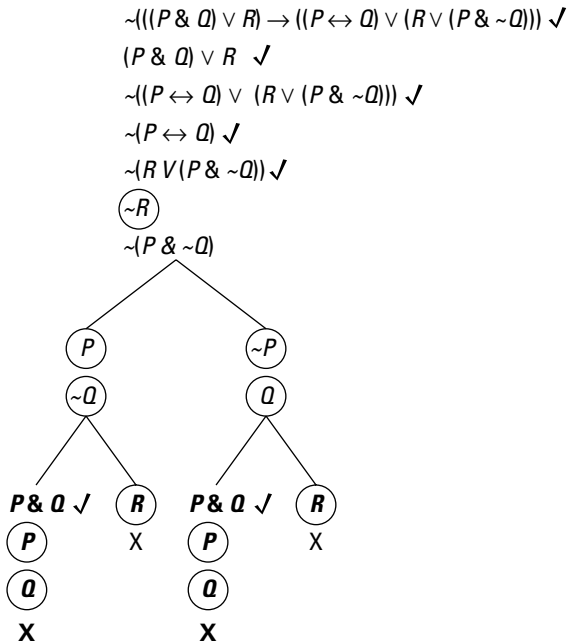 ~(((P & Q) ∨ R) → ((P ↔ Q) ∨ (R ∨ (P & ~Q))) ✓
(P & Q) ∨ R ✓
~((P ↔ Q) ∨ (R ∨ (P & ~Q))) ✓
~(P ↔ Q) ✓
~(R V (P & ~Q)) ✓
~R
~(P & ~Q)
P ~P
~Q Q
P & Q ✓ R P & Q ✓ R
P X P X
Q Q
X X